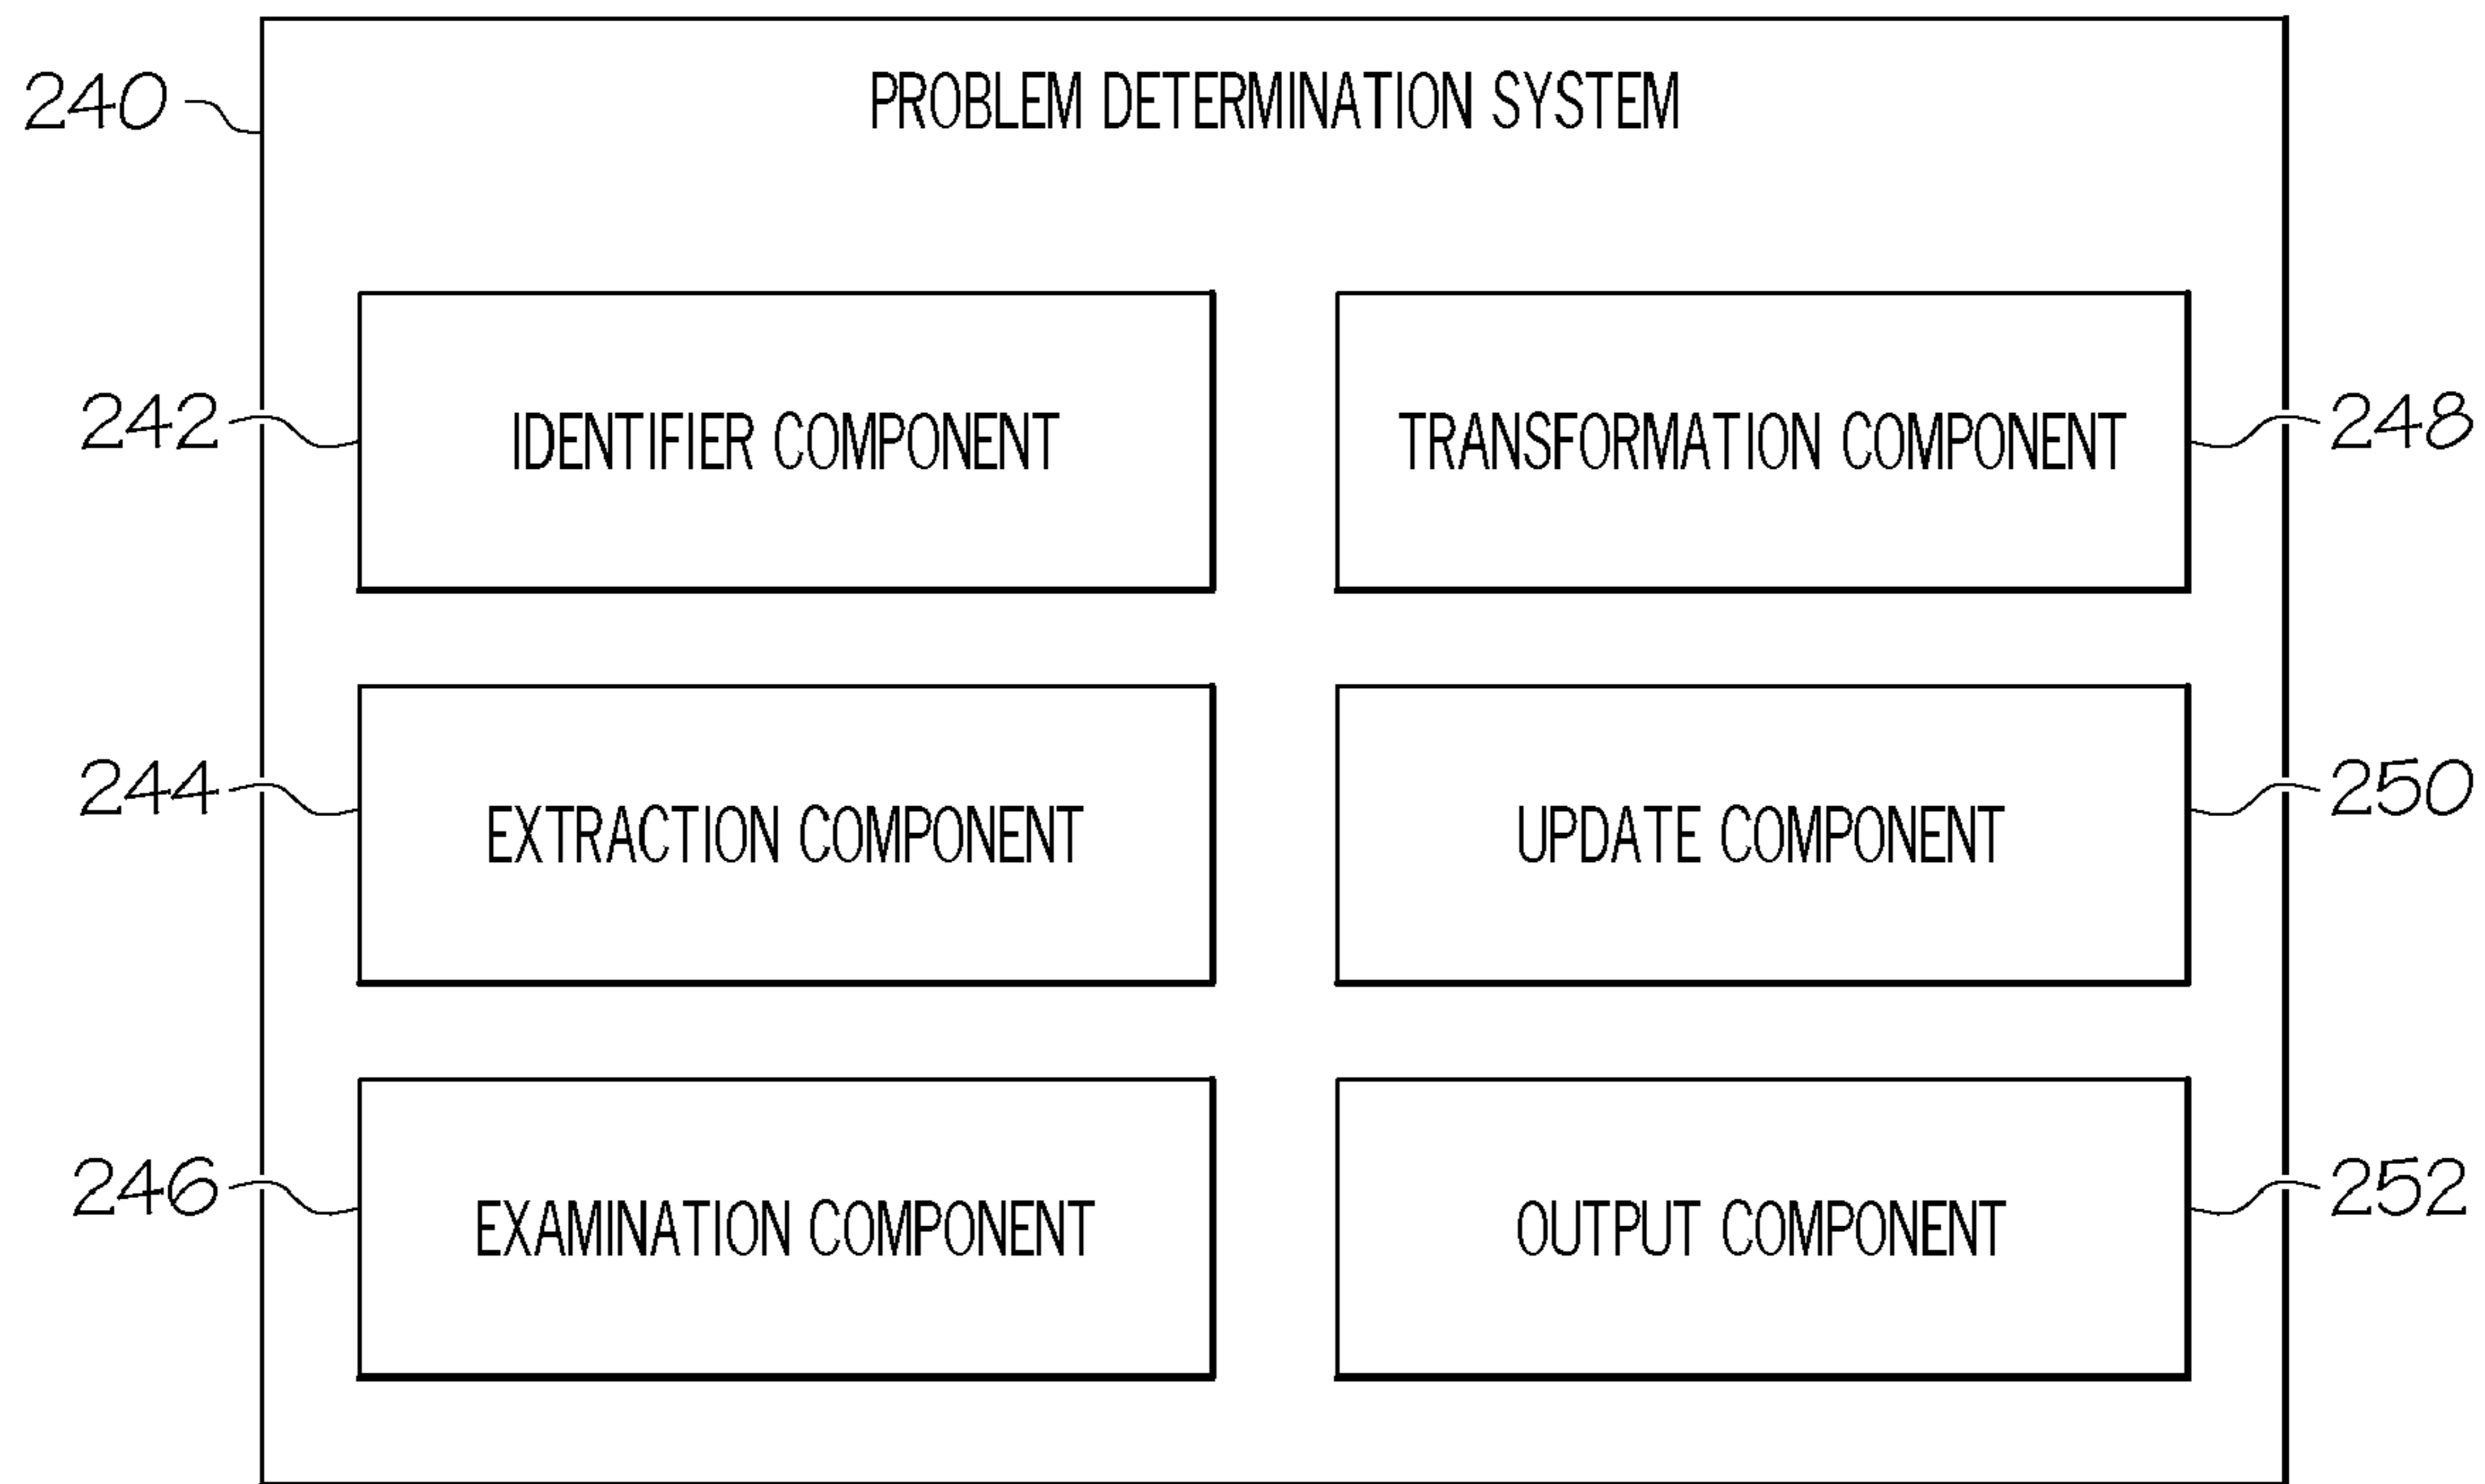 240
PROBLEM DETERMINATION SYSTEM
242
IDENTIFIER COMPONENT
TRANSFORMATION COMPONENT
248
244
EXTRACTION COMPONENT
UPDATE COMPONENT
250
246
EXAMINATION COMPONENT
OUTPUT COMPONENT
252